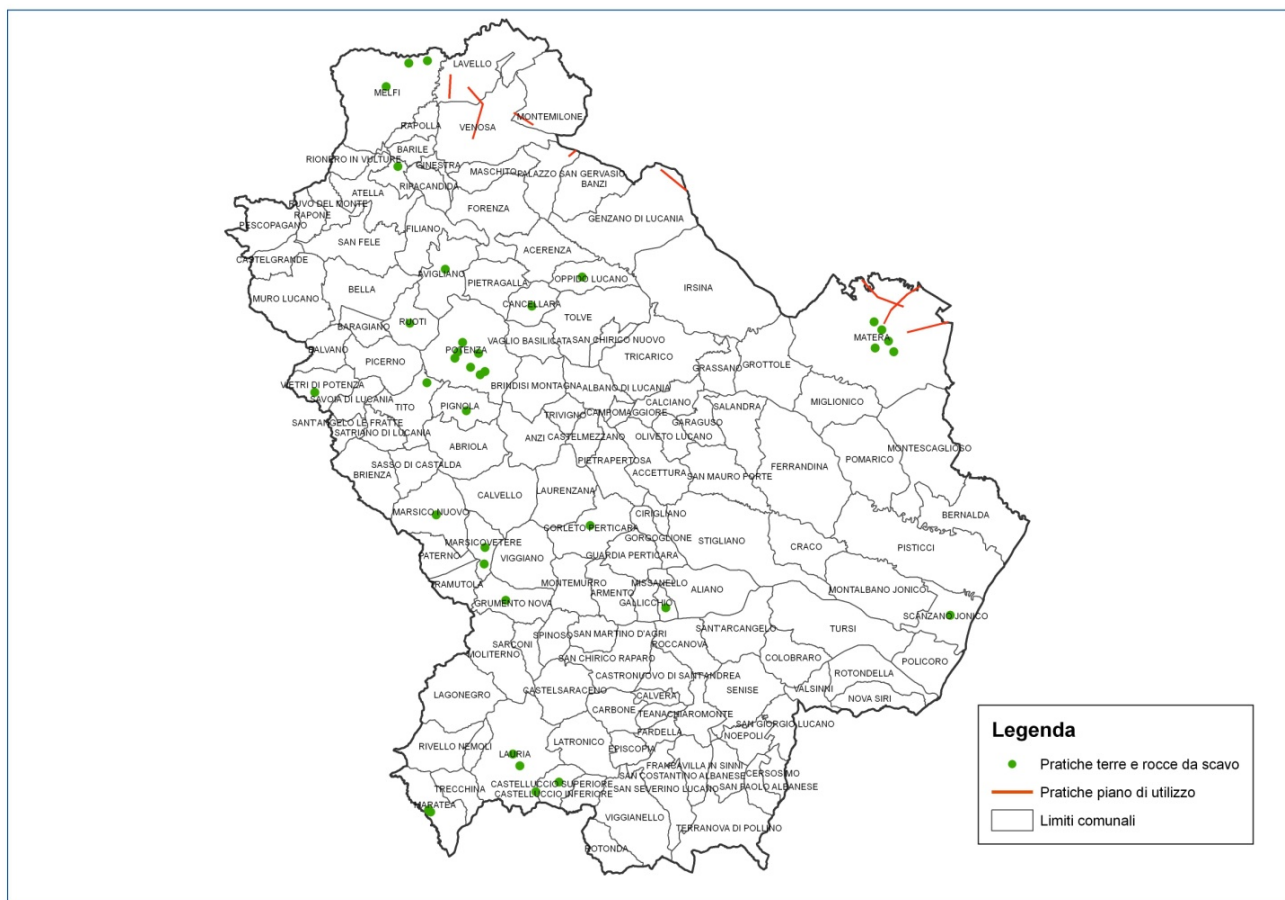 LAVELLO
MELFI
MONTEMILONE
RAPOLLA
VENOSA
BARILE
RIONERO IN VULTURE
GINESTRA
MASCHITO
PALAZZO SAN GERVASIO
BANZI
RIPACANDIDA
ATELLA
RUVO DEL MONTE
RAPONE
FORENZA
PESCOPAGANO
GENZANO DI LUCANIA
FILIANO
SAN FELE
ACERENZA
CASTELGRANDE
AVIGLIANO
PIETRAGALLA
OPPIDO LUCANO
IRSINA
BELLA
MURO LUCANO
CANCELLARA
TOLVE
RUOTI
BARAGIANO
MATERA
VAGLIO BASILICATA
SAN CHIRICO NUOVO
POTENZA
BALVANO
PICERNO
TRICARICO
GROTTOLE
GRASSANO
VIETRI DI POTENZA
BRINDISI MONTAGNA
ALBANO DI LUCANIA
SAVOIA DI LUCANIA
TITO
PIGNOLA
CALCIANO
SALANDRA
MIGLIONICO
TRIVIGNO
CAMPOMAGGIORE
SANT'ANGELO LE FRATTE
GARAGUSO
SATRIANO DI LUCANIA
ANZI
CASTELMEZZANO
OLIVETO LUCANO
ABRIOLA
MONTESCAGLIOSO
PIETRAPERTOSA
POMARICO
SASSO DI CASTALDA
FERRANDINA
BRIENZA
ACCETTURA
SAN MAURO FORTE
LAURENZANA
CALVELLO
MARSICO NUOVO
CIRIGLIANO
BERNALDA
CORLETO PERTICARA
STIGLIANO
GORGOGLIONE
MARSICOVETERE
CRACO
PISTICCI
PATERNO
VIGGIANO
GUARDIA PERTICARA
TRAMUTOLA
MONTEMURRO
MISSANELLO
ALIANO
ARMENTO
MONTALBANO JONICO
GRUMENTO NOVA
GALLICCHIO
SCANZANO JONICO
SANT'ARCANGELO
TURSI
SPINOSO
SAN MARTINO D'AGRI
SARCONI
ROCCANOVA
MOLITERNO
SAN CHIRICO RAPARO
COLOBRARO
POLICORO
ROTONDELLA
CASTRONUOVO DI SANT'ANDREA
LAGONEGRO
CASTELSARACENO
CALVERA
SENISE
VALSINNI
NOVA SIRI
CARBONE
TEANA
CHIAROMONTE
SAN GIORGIO LUCANO
FARDELLA
NOEPOLI
RIVELLO
NEMOLI
LAURIA
LATRONICO
EPISCOPIA
FRANCAVILLA IN SINNI
SAN COSTANTINO ALBANESE
CERSOSIMO
TRECCHINA
CASTELLUCCIO SUPERIORE
CASTELLUCCIO INFERIORE
SAN SEVERINO LUCANO
SAN PAOLO ALBANESE
MARATEA
VIGGIANELLO
TERRANOVA DI POLLINO
ROTONDA
Legenda
Pratiche terre e rocce da scavo
Pratiche piano di utilizzo
Limiti comunali